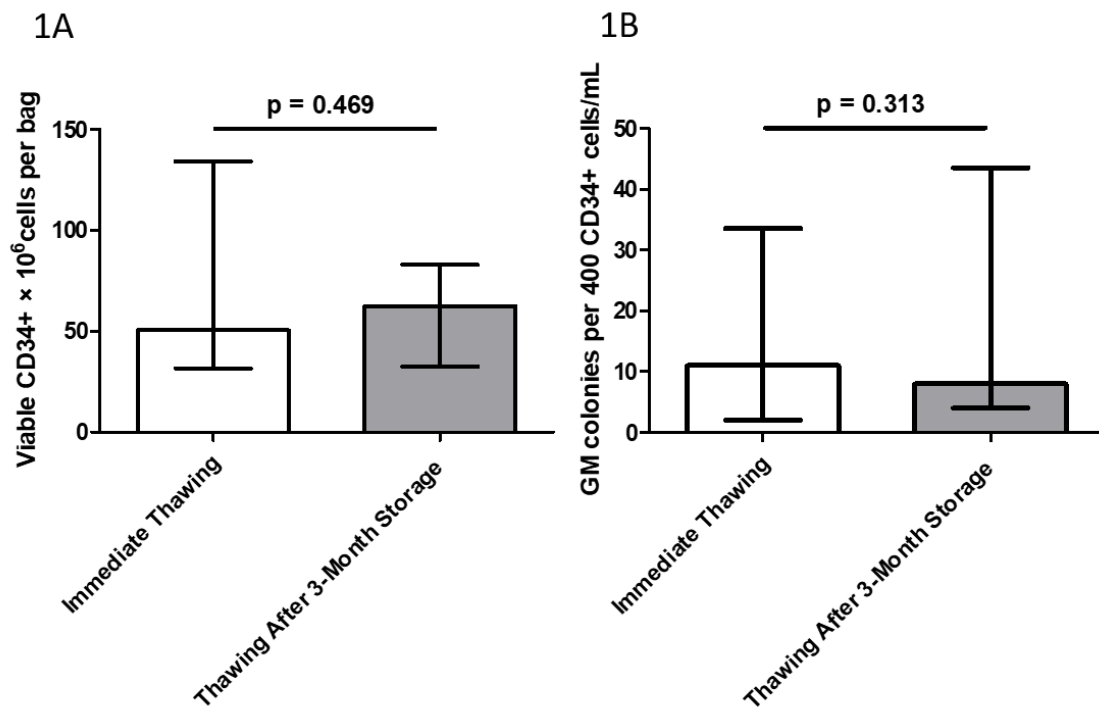 1A
Viable CD34+ × 10⁶cells per bag
p = 0.469
150
100
50
0
Immediate Thawing
Thawing After 3-Month Storage
1B
GM colonies per 400 CD34+ cells/mL
p = 0.313
50
40
30
20
10
0
Immediate Thawing
Thawing After 3-Month Storage